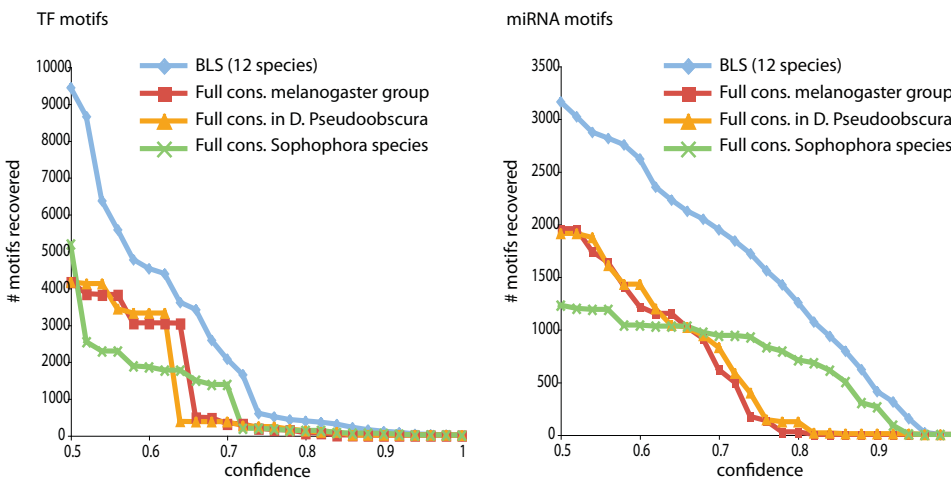 TF motifs
BLS (12 species)
Full cons. melanogaster group
Full cons. in D. Pseudoobscura
Full cons. Sophophora species
# motifs recovered
10000
9000
8000
7000
6000
5000
4000
3000
2000
1000
0
0.5
0.6
0.7
0.8
0.9
1
confidence
miRNA motifs
BLS (12 species)
Full cons. melanogaster group
Full cons. in D. Pseudoobscura
Full cons. Sophophora species
# motifs recovered
3500
3000
2500
2000
1500
1000
500
0
0.5
0.6
0.7
0.8
0.9
confidence